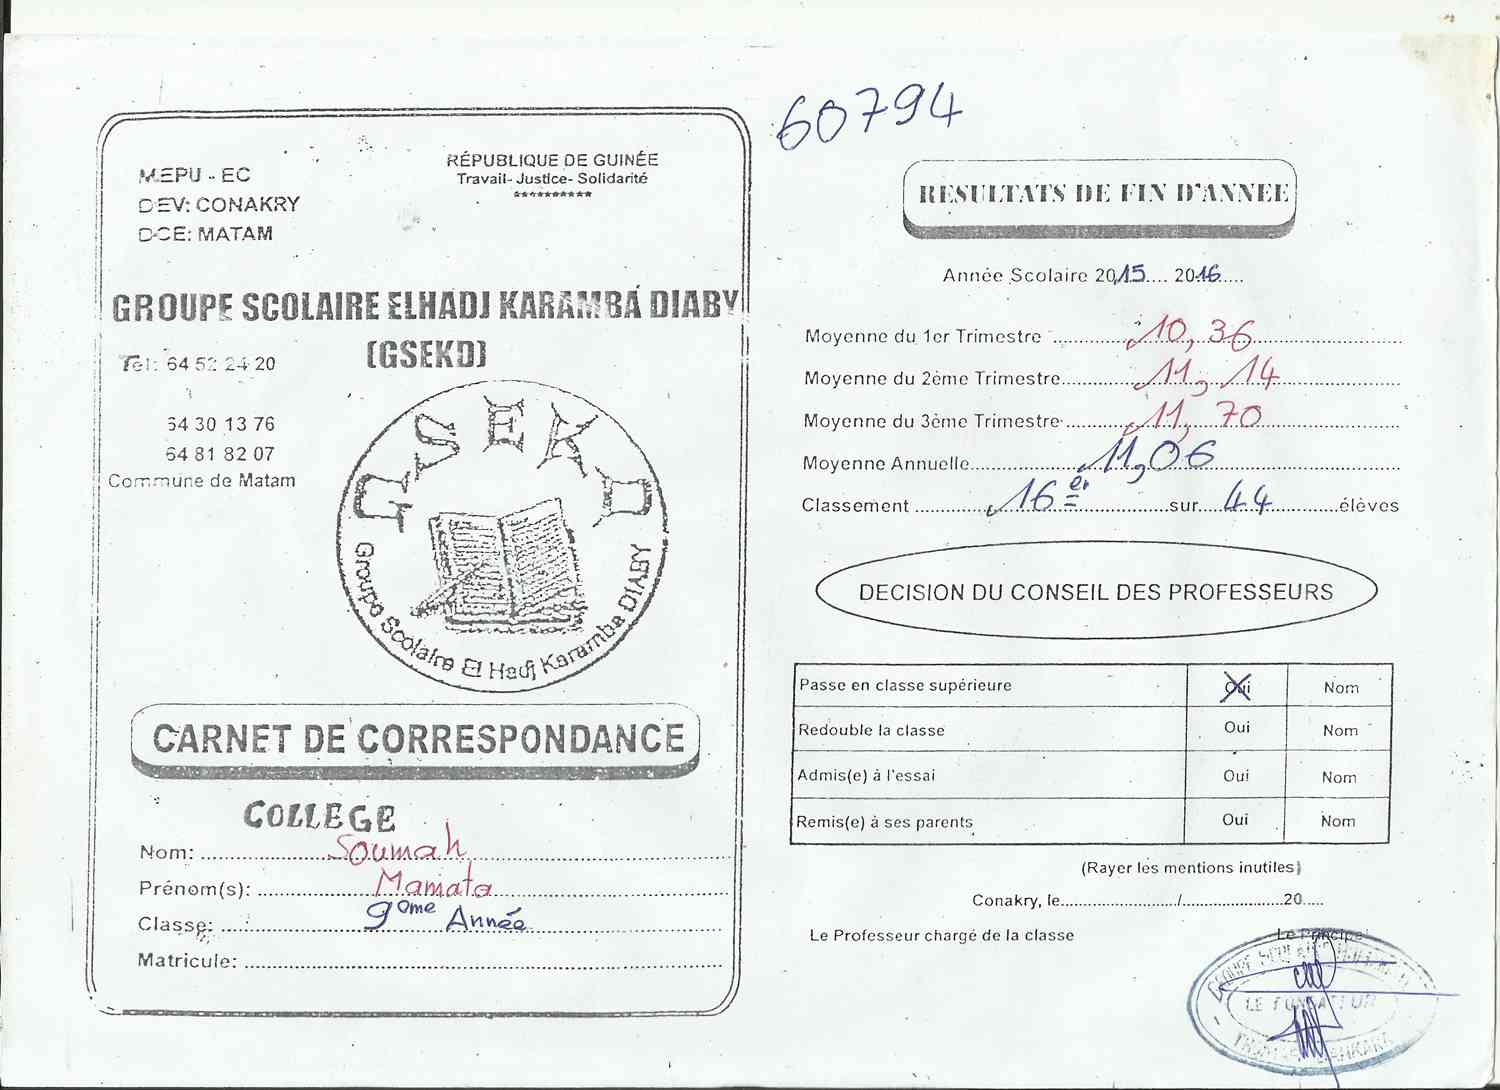 MEPU - EC
DEV: CONAKRY
DCE: MATAM
RÉPUBLIQUE DE GUINÉE
Travail- Justice- Solidarité
**********
GROUPE SCOLAIRE ELHADJ KARAMBA DIABY
(GSEKD)
Tel: 64 52 24 20
64 30 13 76
64 81 82 07
Commune de Matam
GSEKD
Groupe Scolaire El Hadj Karamba DIABY
CARNET DE CORRESPONDANCE
COLLEGE
Nom: Soumah
Prénom(s): Mamata
Classe: 9ème Année
Matricule:
60794
RESULTATS DE FIN D'ANNEE
Année Scolaire 2015.... 2016....
Moyenne du 1er Trimestre 10,36
Moyenne du 2ème Trimestre 11,14
Moyenne du 3ème Trimestre 11,70
Moyenne Annuelle 11,06
Classement 16è sur 44 élèves
DECISION DU CONSEIL DES PROFESSEURS
Passe en classe supérieure Oui Nom
Redouble la classe Oui Nom
Admis(e) à l'essai Oui Nom
Remis(e) à ses parents Oui Nom
(Rayer les mentions inutiles)
Conakry, le....................../......................20.....
Le Professeur chargé de la classe Le Principal
LE FONDATEUR